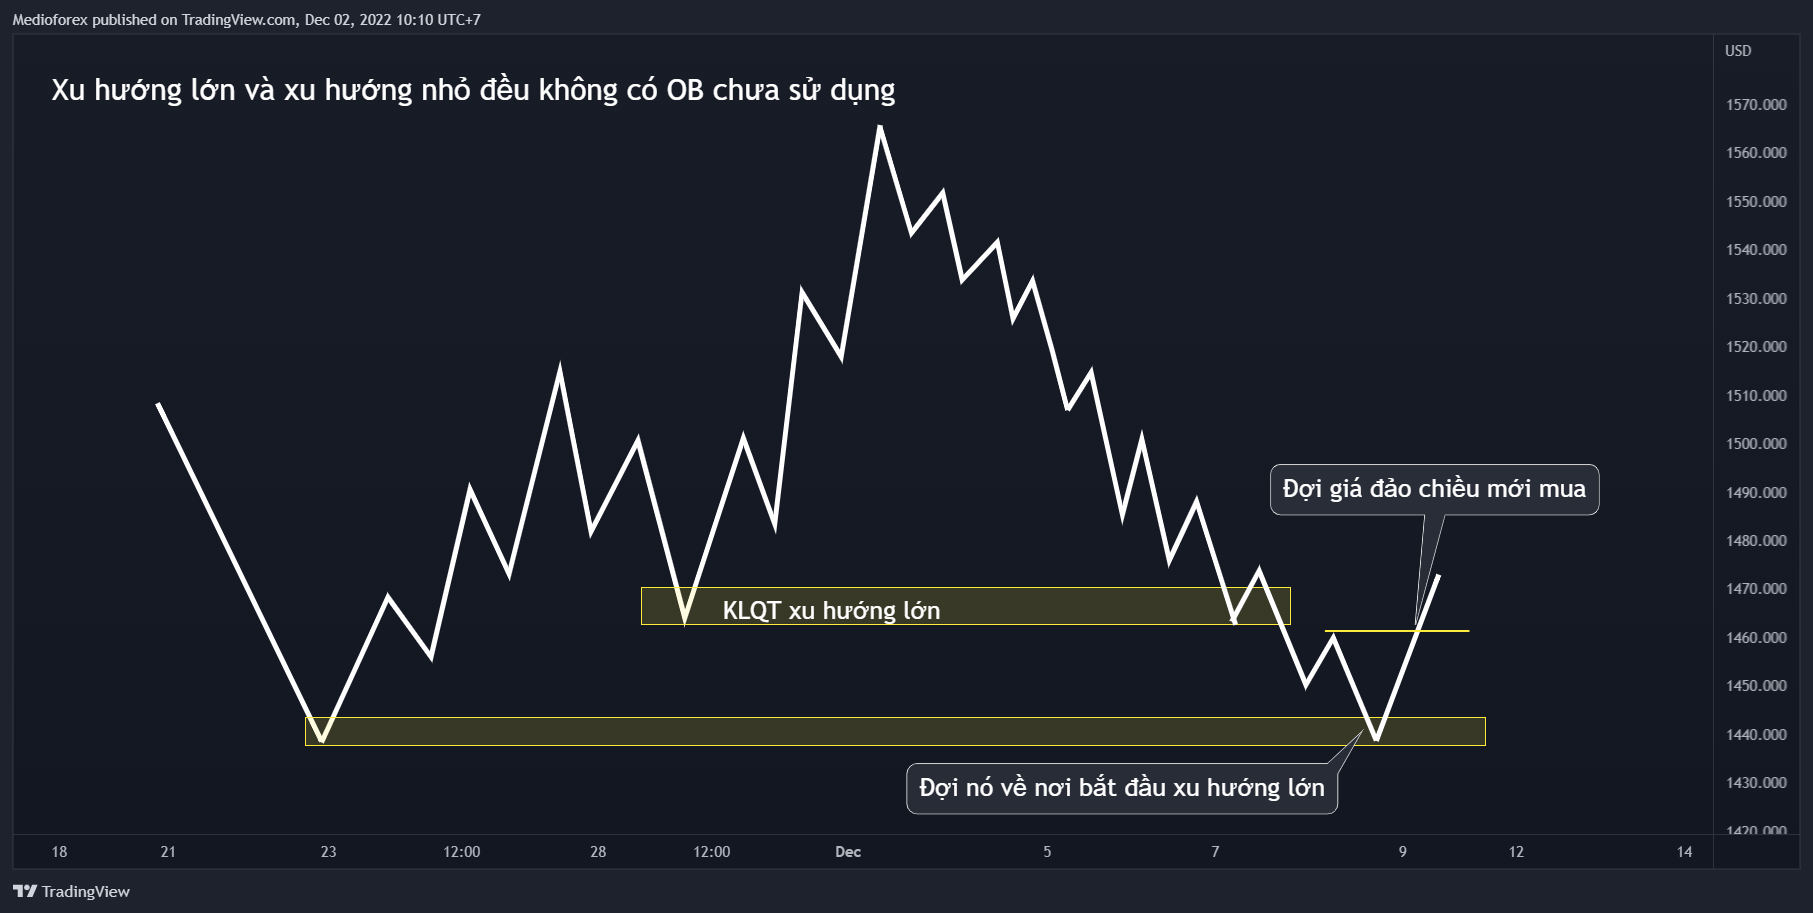 Medioforex published on TradingView.com, Dec 02, 2022 10:10 UTC+7
USD
Xu hướng lớn và xu hướng nhỏ đều không có OB chưa sử dụng
1570.000
1560.000
1550.000
1540.000
1530.000
1520.000
1510.000
1500.000
Đợi giá đảo chiều mới mua
1490.000
1480.000
1470.000
KLQT xu hướng lớn
1460.000
1450.000
1440.000
Đợi nó về nơi bắt đầu xu hướng lớn
1430.000
1420.000
18 21 23 12:00 28 12:00 Dec 5 7 9 12 14
TradingView